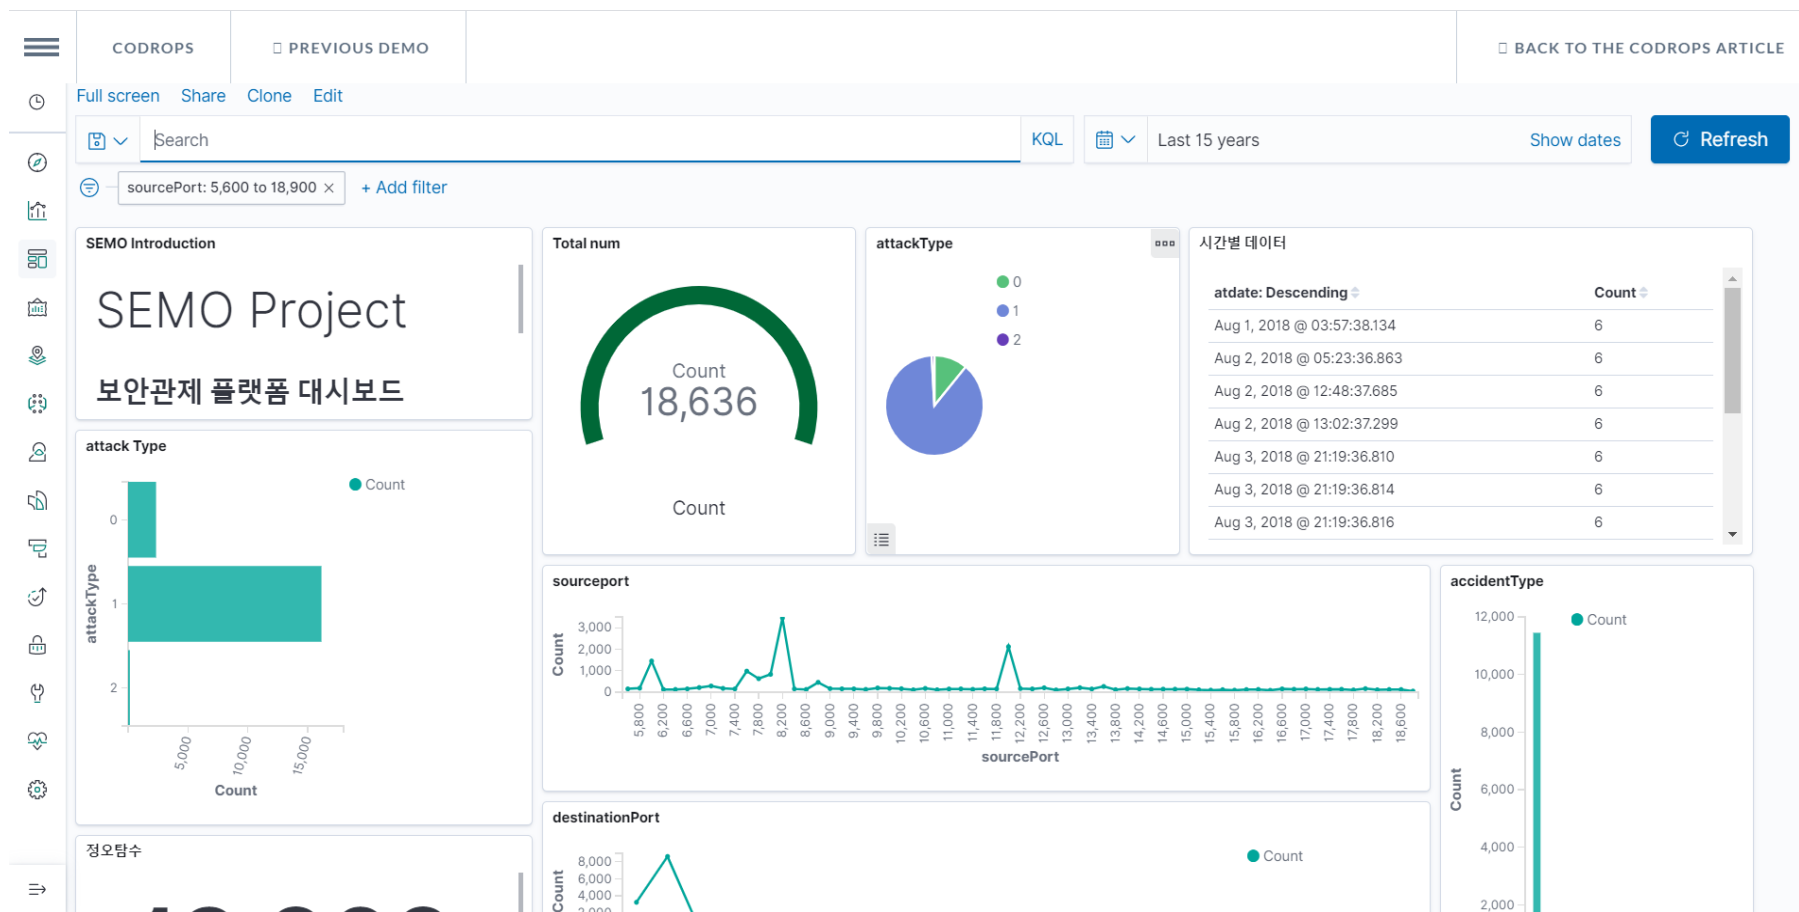 CODROPS
PREVIOUS DEMO
BACK TO THE CODROPS ARTICLE
Full screen Share Clone Edit
Search
KQL
Last 15 years
Show dates
Refresh
sourcePort: 5,600 to 18,900 ×
+ Add filter
SEMO Introduction
SEMO Project
보안관제 플랫폼 대시보드
Total num
Count
18,636
Count
attackType
0
1
2
시간별 데이터
atdate: Descending Count
Aug 1, 2018 @ 03:57:38.134 6
Aug 2, 2018 @ 05:23:36.863 6
Aug 2, 2018 @ 12:48:37.685 6
Aug 2, 2018 @ 13:02:37.299 6
Aug 3, 2018 @ 21:19:36.810 6
Aug 3, 2018 @ 21:19:36.814 6
Aug 3, 2018 @ 21:19:36.816 6
attack Type
Count
attackType
0
1
2
5,000 10,000 15,000
Count
sourceport
Count
3,000
2,000
1,000
0
5,800 6,200 6,600 7,000 7,400 7,800 8,200 8,600 9,000 9,400 9,800 10,200 10,600 11,000 11,400 11,800 12,200 12,600 13,000 13,400 13,800 14,200 14,600 15,000 15,400 15,800 16,200 16,600 17,000 17,400 17,800 18,200 18,600
sourcePort
accidentType
Count
Count
12,000
10,000
8,000
6,000
4,000
2,000
destinationPort
Count
Count
8,000
6,000
4,000
2,000
정오탐수